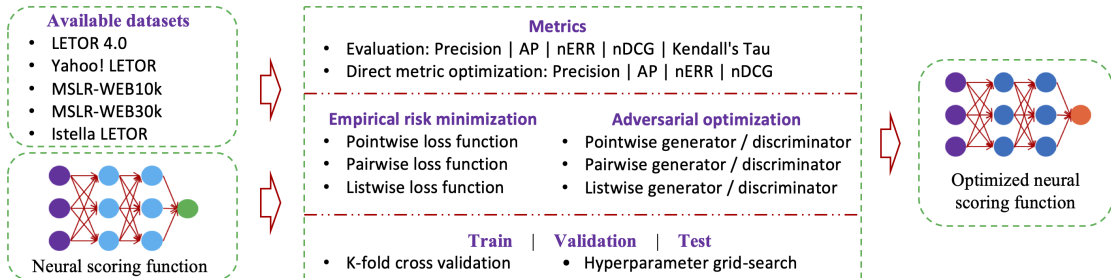 Available datasets
• LETOR 4.0
• Yahoo! LETOR
• MSLR-WEB10k
• MSLR-WEB30k
• Istella LETOR
Neural scoring function
Metrics
• Evaluation: Precision | AP | nERR | nDCG | Kendall's Tau
• Direct metric optimization: Precision | AP | nERR | nDCG
Empirical risk minimization
• Pointwise loss function
• Pairwise loss function
• Listwise loss function
Adversarial optimization
• Pointwise generator / discriminator
• Pairwise generator / discriminator
• Listwise generator / discriminator
Train | Validation | Test
• K-fold cross validation
• Hyperparameter grid-search
Optimized neural
scoring function